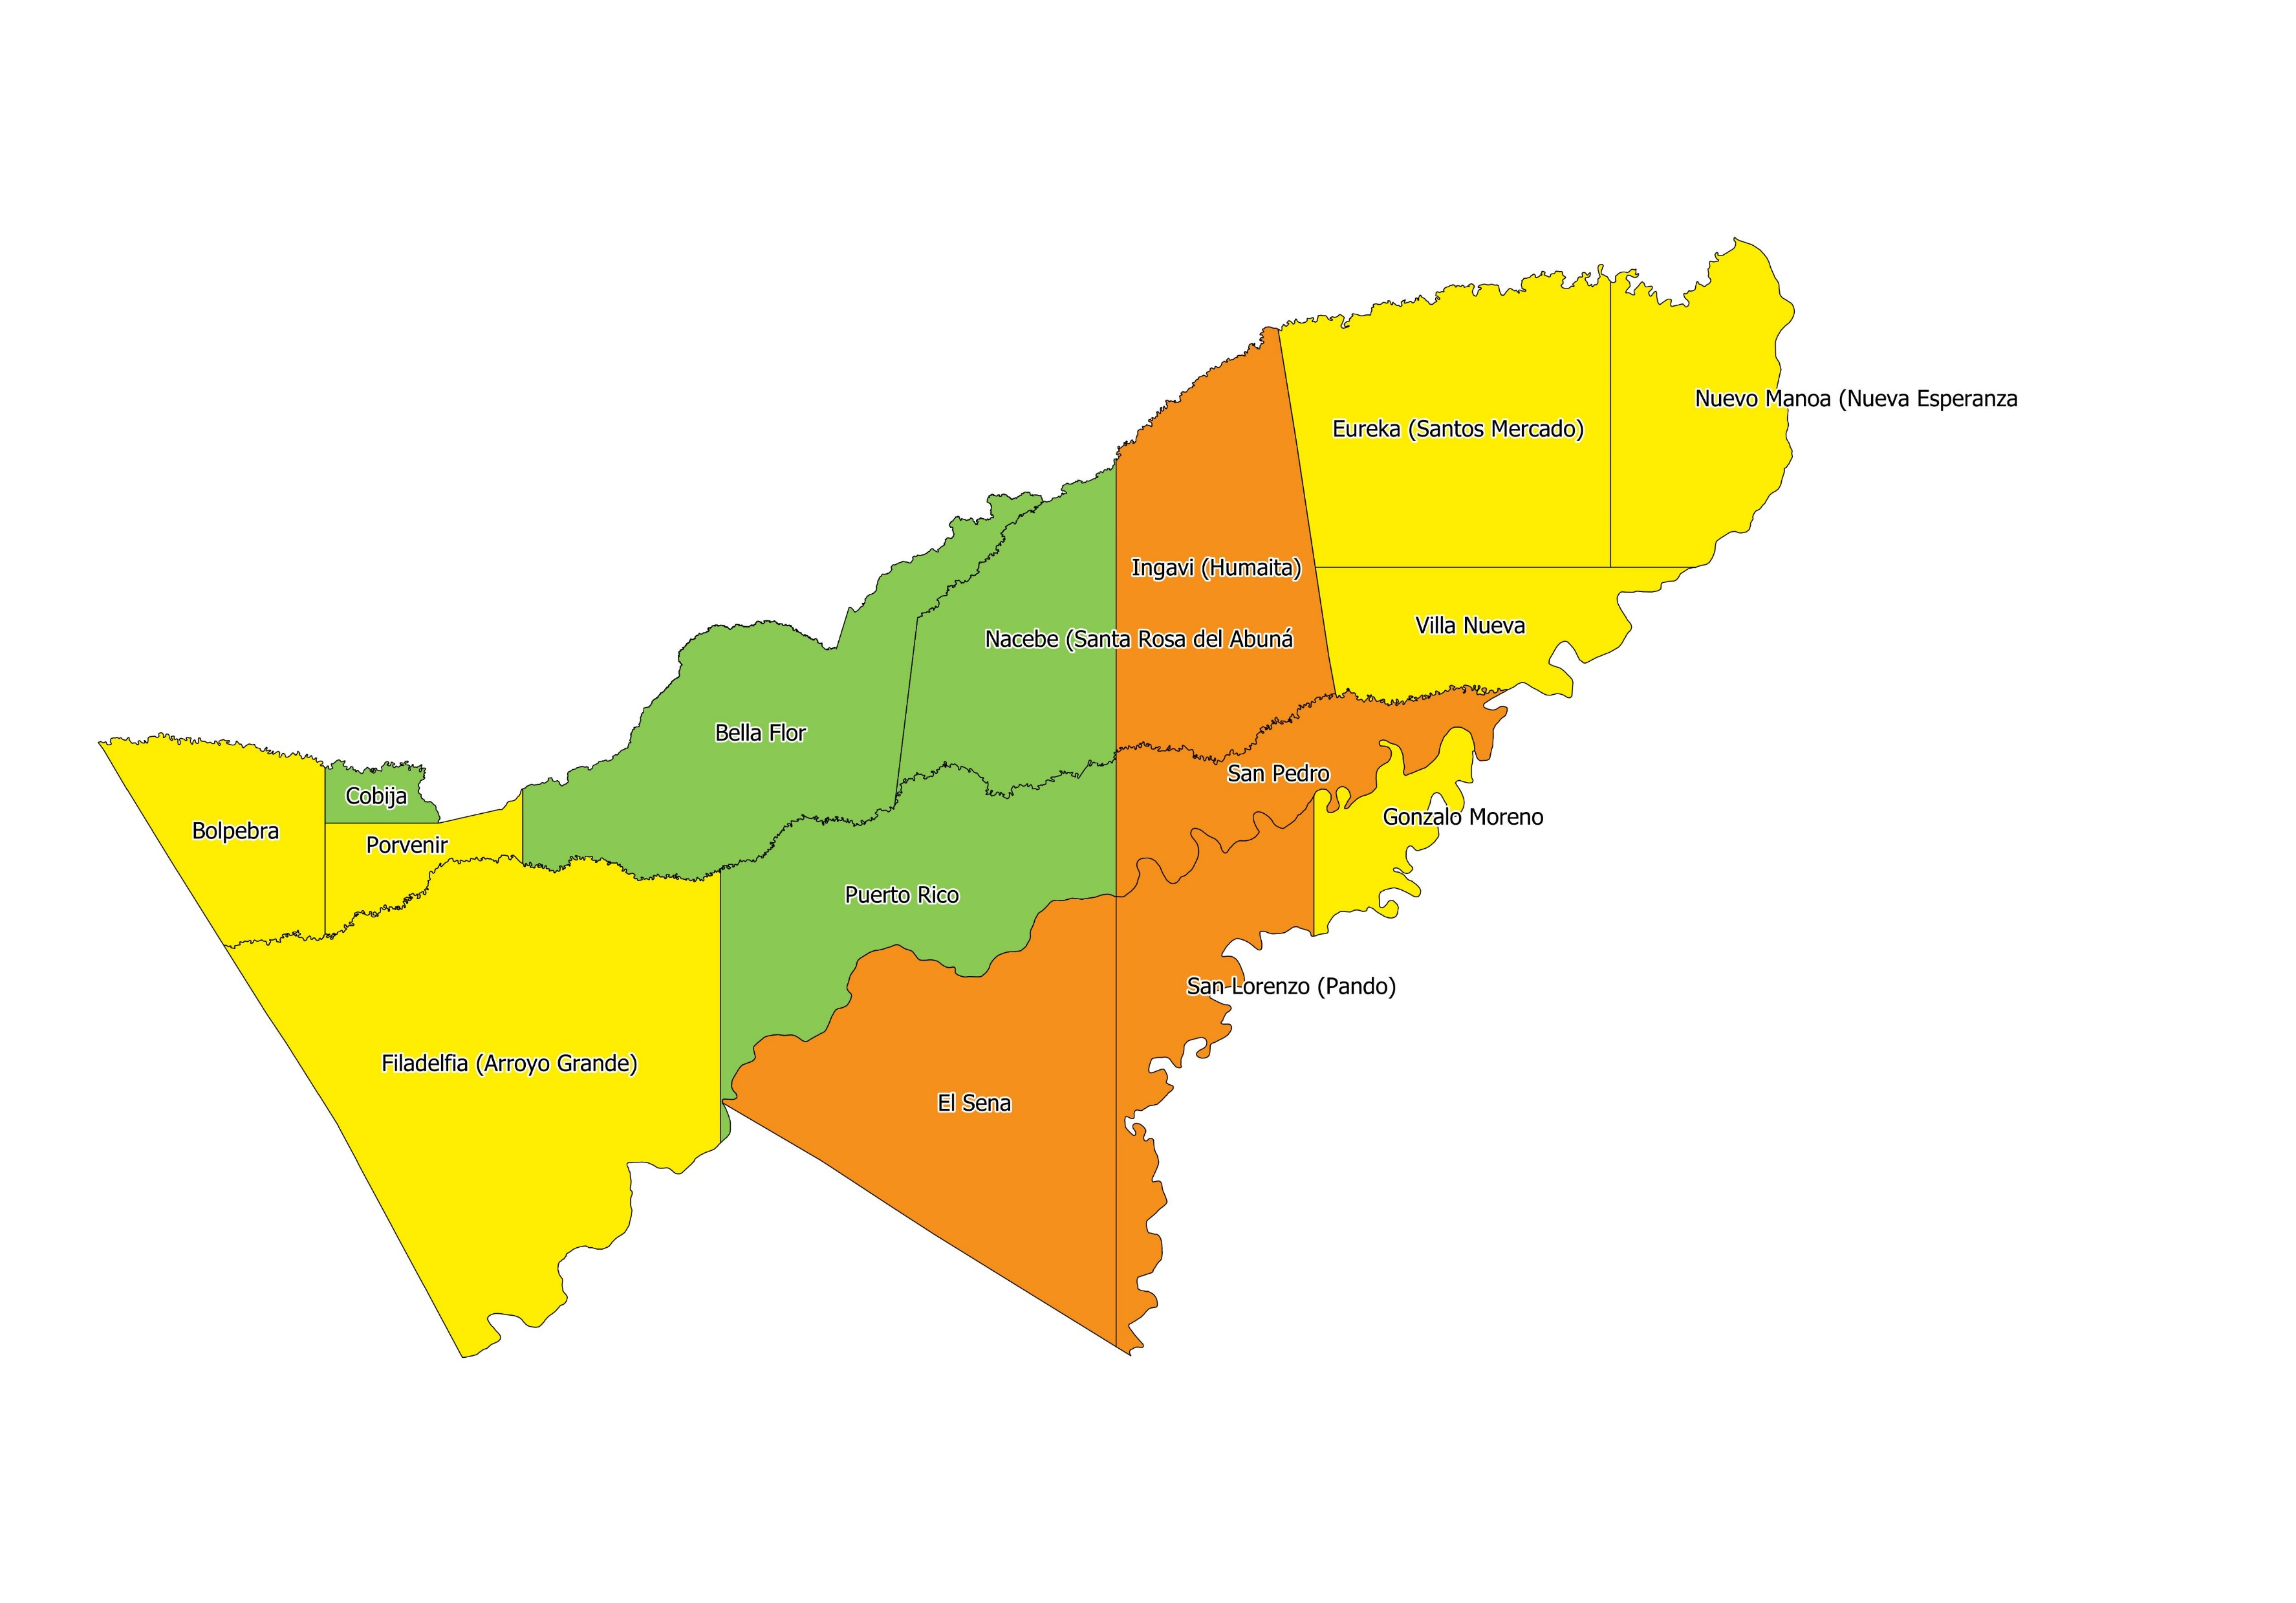 Nuevo Manoa (Nueva Esperanza
Eureka (Santos Mercado)
Ingavi (Humaita)
Villa Nueva
Nacebe (Santa Rosa del Abuná
Bella Flor
San Pedro
Cobija
Gonzalo Moreno
Bolpebra
Porvenir
Puerto Rico
San Lorenzo (Pando)
Filadelfia (Arroyo Grande)
El Sena